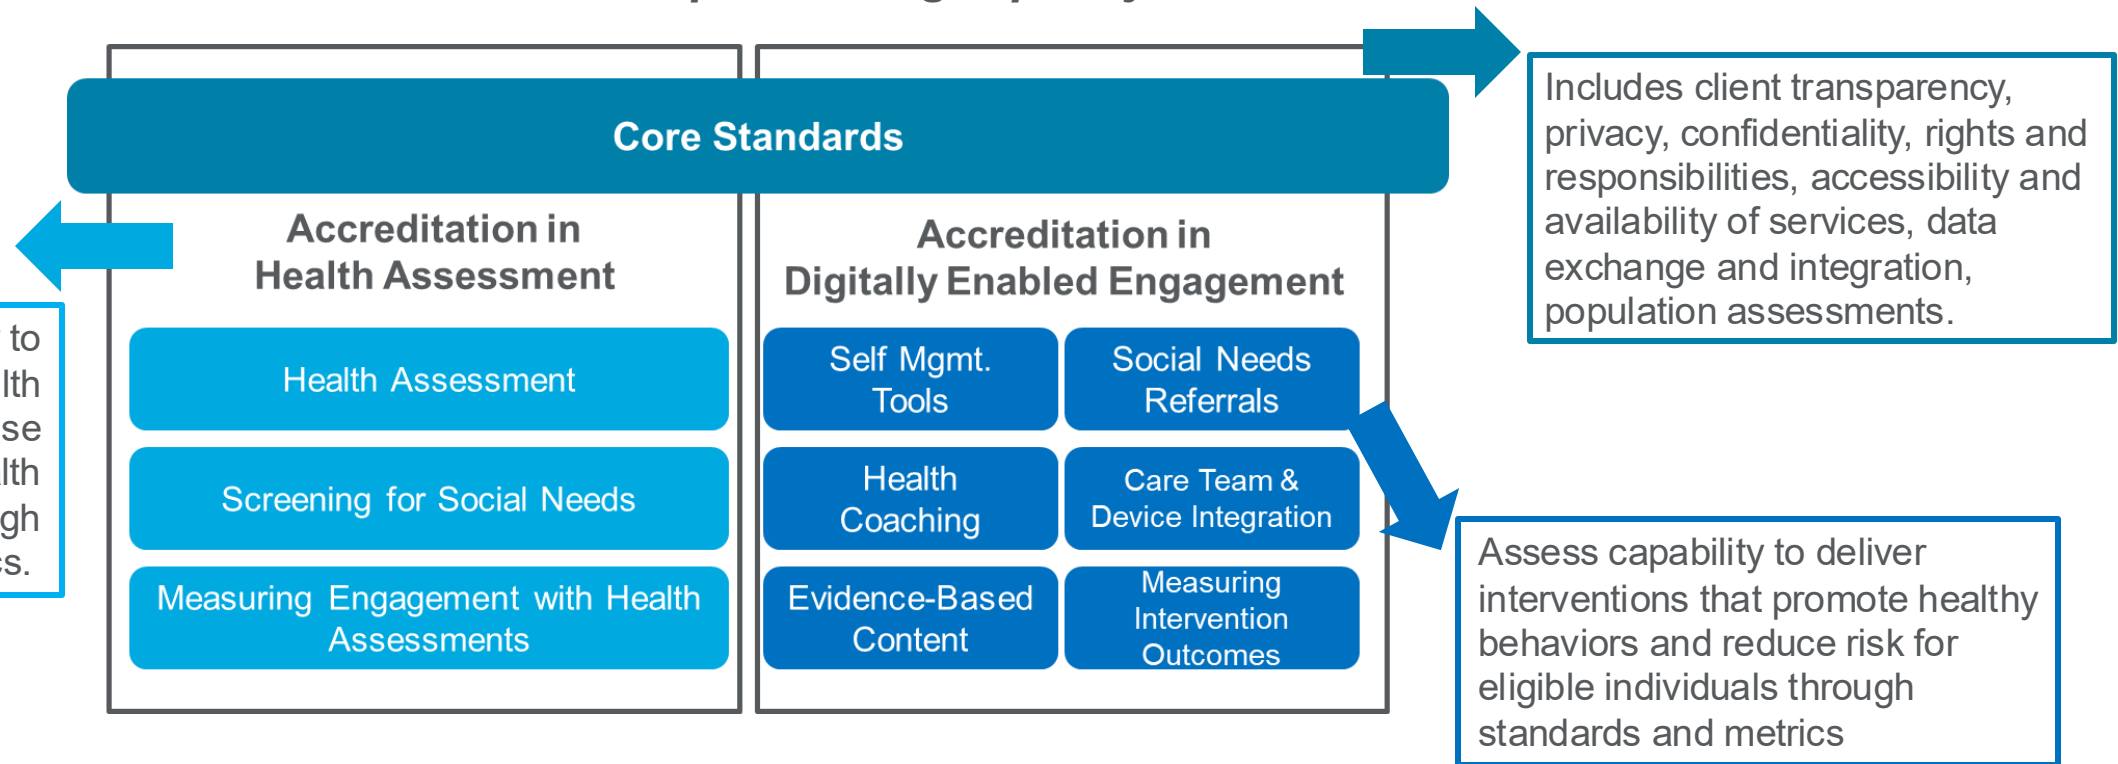 Core Standards
Includes client transparency,
privacy, confidentiality, rights and
responsibilities, accessibility and
availability of services, data
exchange and integration,
population assessments.
Accreditation in
Health Assessment
Health Assessment
Screening for Social Needs
Measuring Engagement with Health
Assessments
to
se
gh
Accreditation in
Digitally Enabled Engagement
Self Mgmt.
Tools
Social Needs
Referrals
Health
Coaching
Care Team &
Device Integration
Evidence-Based
Content
Measuring
Intervention
Outcomes
Assess capability to deliver
interventions that promote healthy
behaviors and reduce risk for
eligible individuals through
standards and metrics